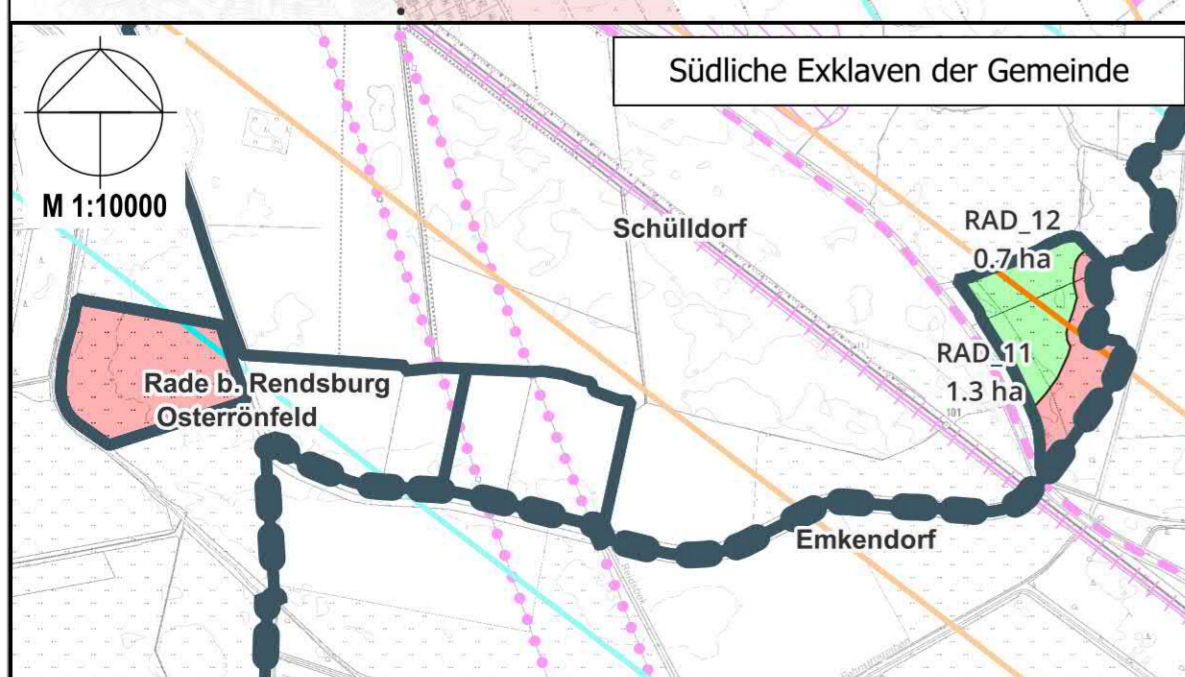 Südliche Exklaven der Gemeinde
M 1:10000
Schülldorf
RAD_12
0.7 ha
RAD_11
1.3 ha
101
Rade b. Rendsburg
Osterrönfeld
Emkendorf